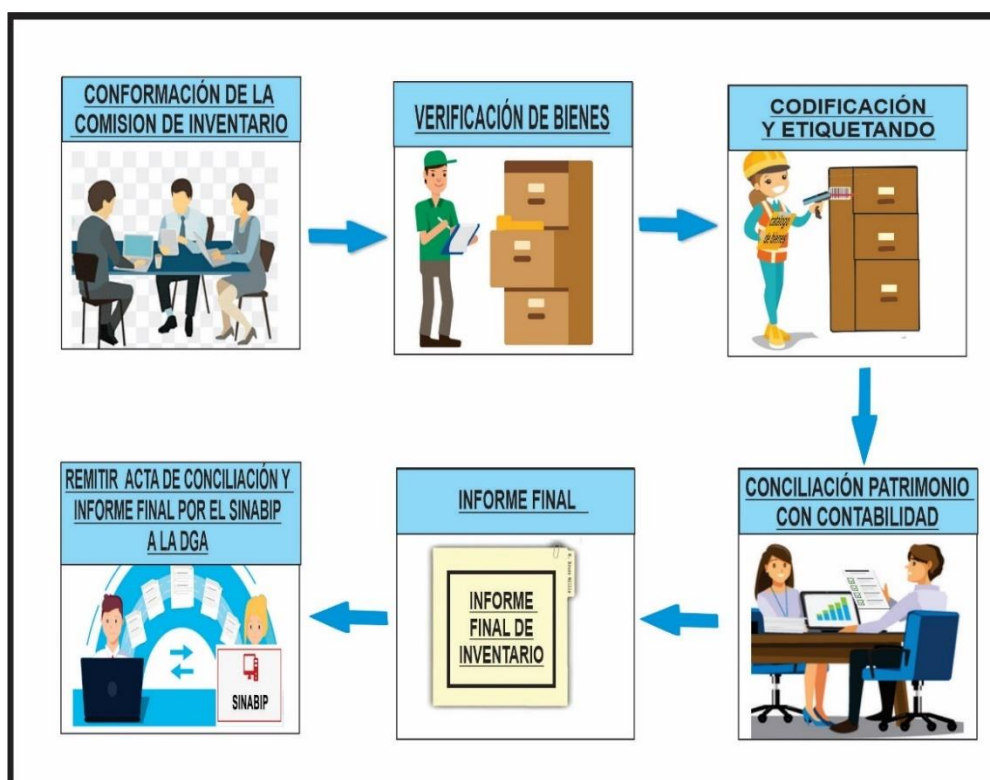 CONFORMACIÓN DE LA
COMISION DE INVENTARIO
VERIFICACIÓN DE BIENES
CODIFICACIÓN
Y ETIQUETANDO
CONCILIACIÓN PATRIMONIO
CON CONTABILIDAD
INFORME FINAL
INFORME
FINAL DE
INVENTARIO
REMITIR ACTA DE CONCILIACIÓN Y
INFORME FINAL POR EL SINABIP
A LA DGA
SINABIP